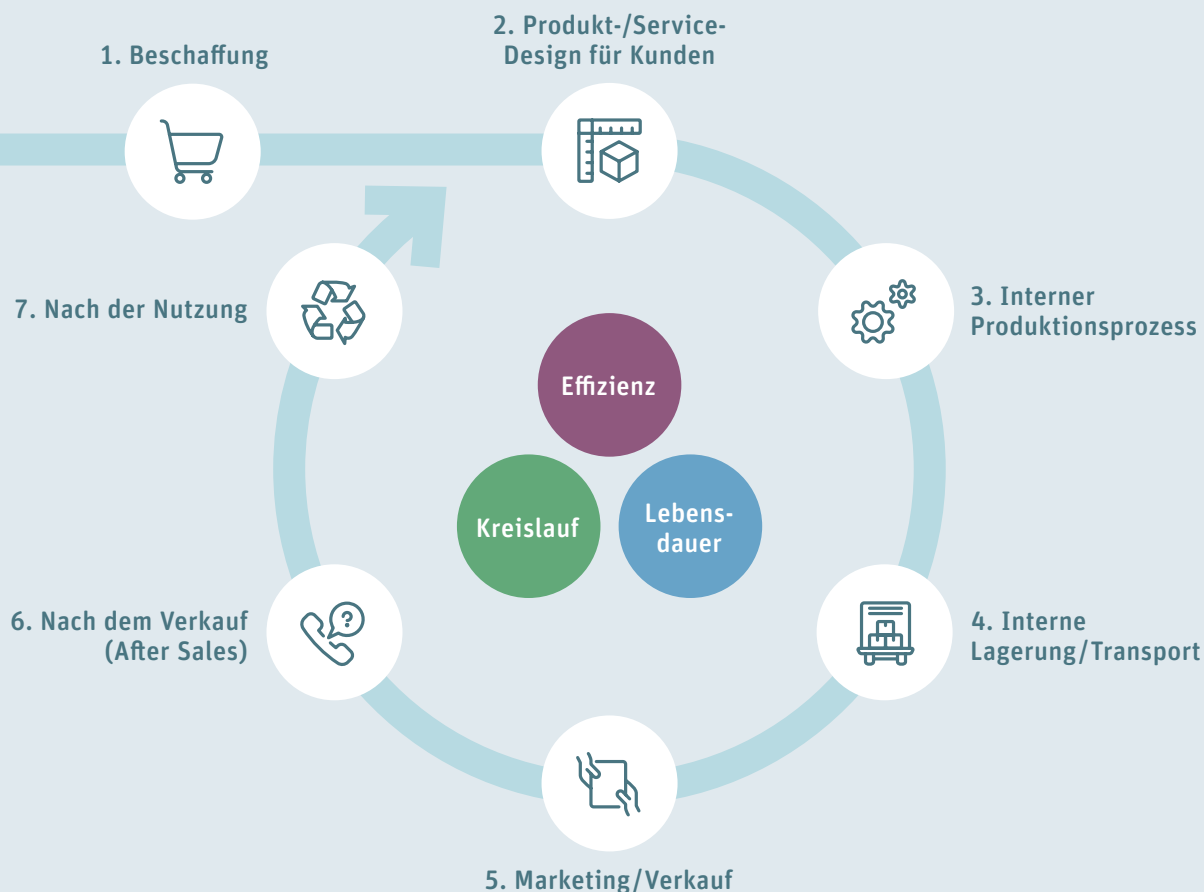 1. Beschaffung
2. Produkt-/Service-
Design für Kunden
3. Interner
Produktionsprozess
4. Interne
Lagerung/Transport
5. Marketing/Verkauf
6. Nach dem Verkauf
(After Sales)
?
7. Nach der Nutzung
Effizienz
Kreislauf
Lebens-
dauer